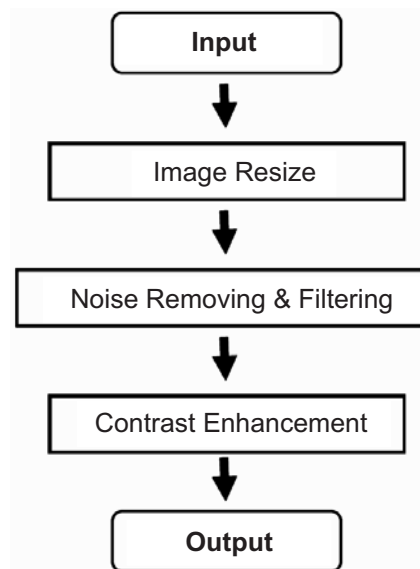 Input
Image Resize
Noise Removing & Filtering
Contrast Enhancement
Output